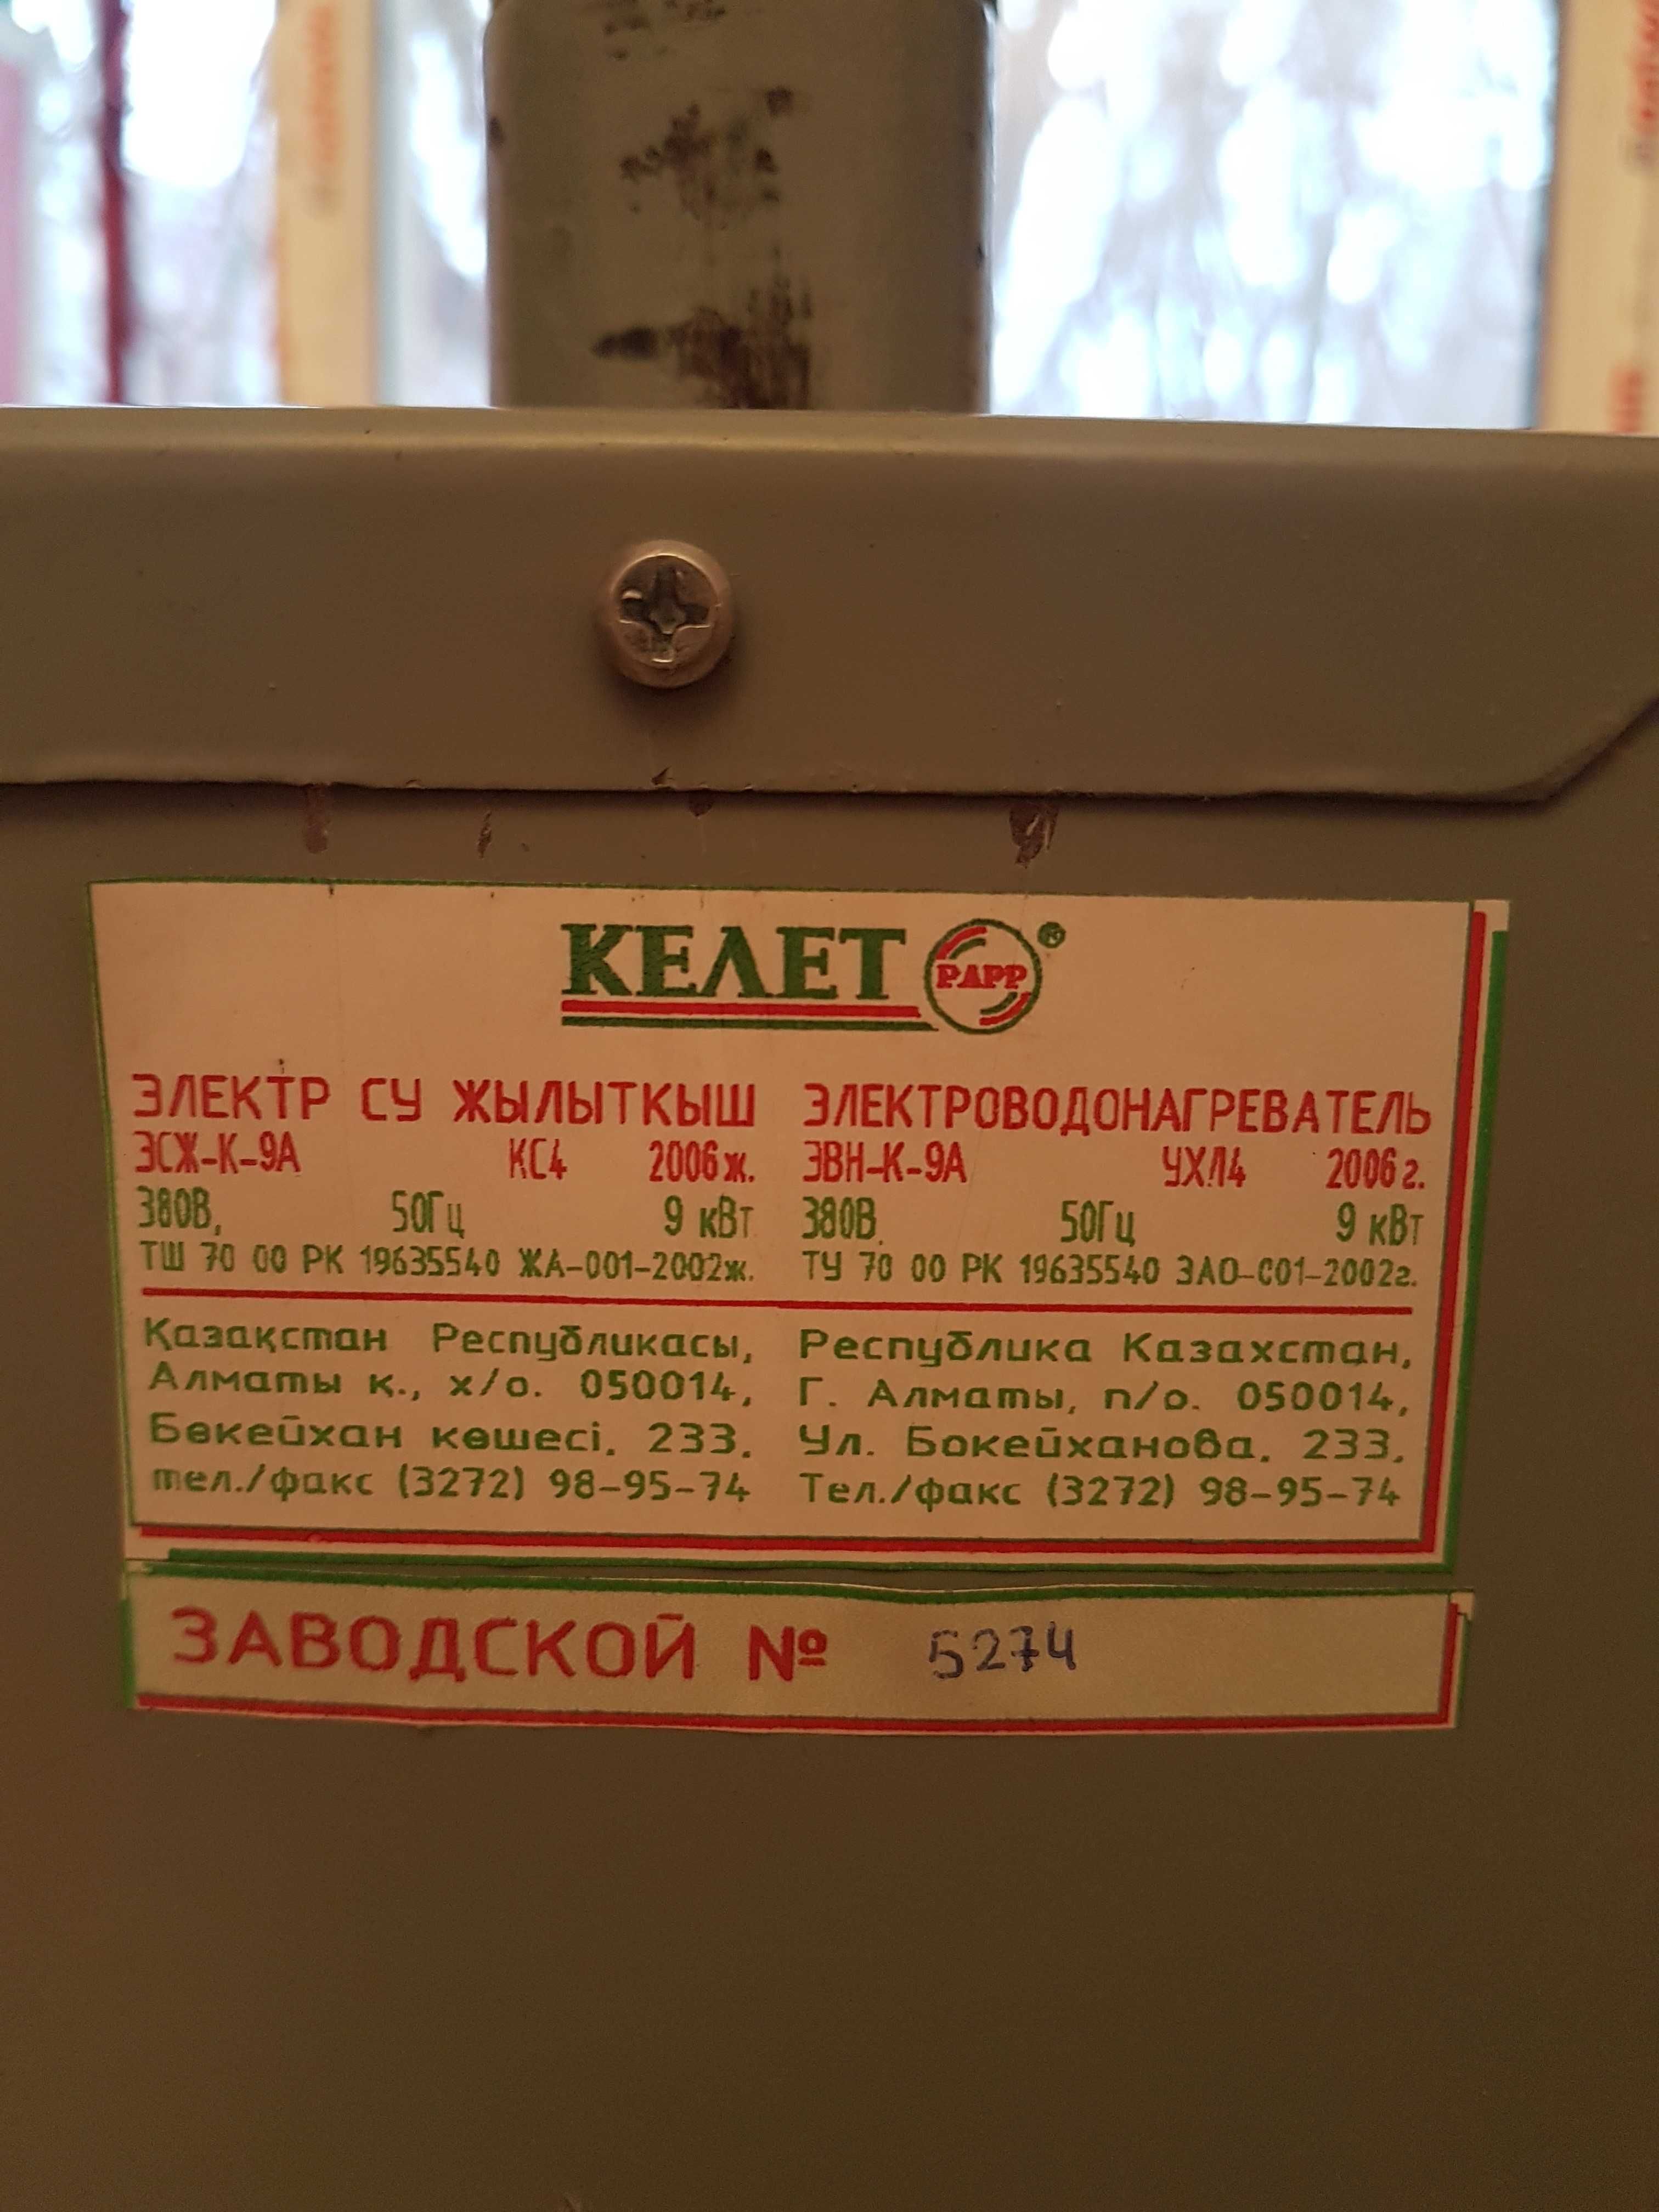 КЕЛЕТ PAPP ®
ЭЛЕКТР СУ ЖЫЛЫТКЫШ
ЭСЖ-К-9А КС4 2006ж.
380В, 50Гц 9 кВт
ТШ 70 00 РК 19635540 ЖА-001-2002ж.
Қазақстан Республикасы,
Алматы к., х/о. 050014,
Бөкейхан көшесі, 233,
тел./факс (3272) 98-95-74
ЭЛЕКТРОВОДОНАГРЕВАТЕЛЬ
ЭВН-К-9А УХЛ4 2006г.
380В. 50Гц 9 кВт
ТУ 70 00 РК 19635540 ЗАО-С01-2002г.
Республика Казахстан,
Г. Алматы, п/о. 050014,
Ул. Бокейханова, 233,
Тел./факс (3272) 98-95-74
ЗАВОДСКОЙ № 5274